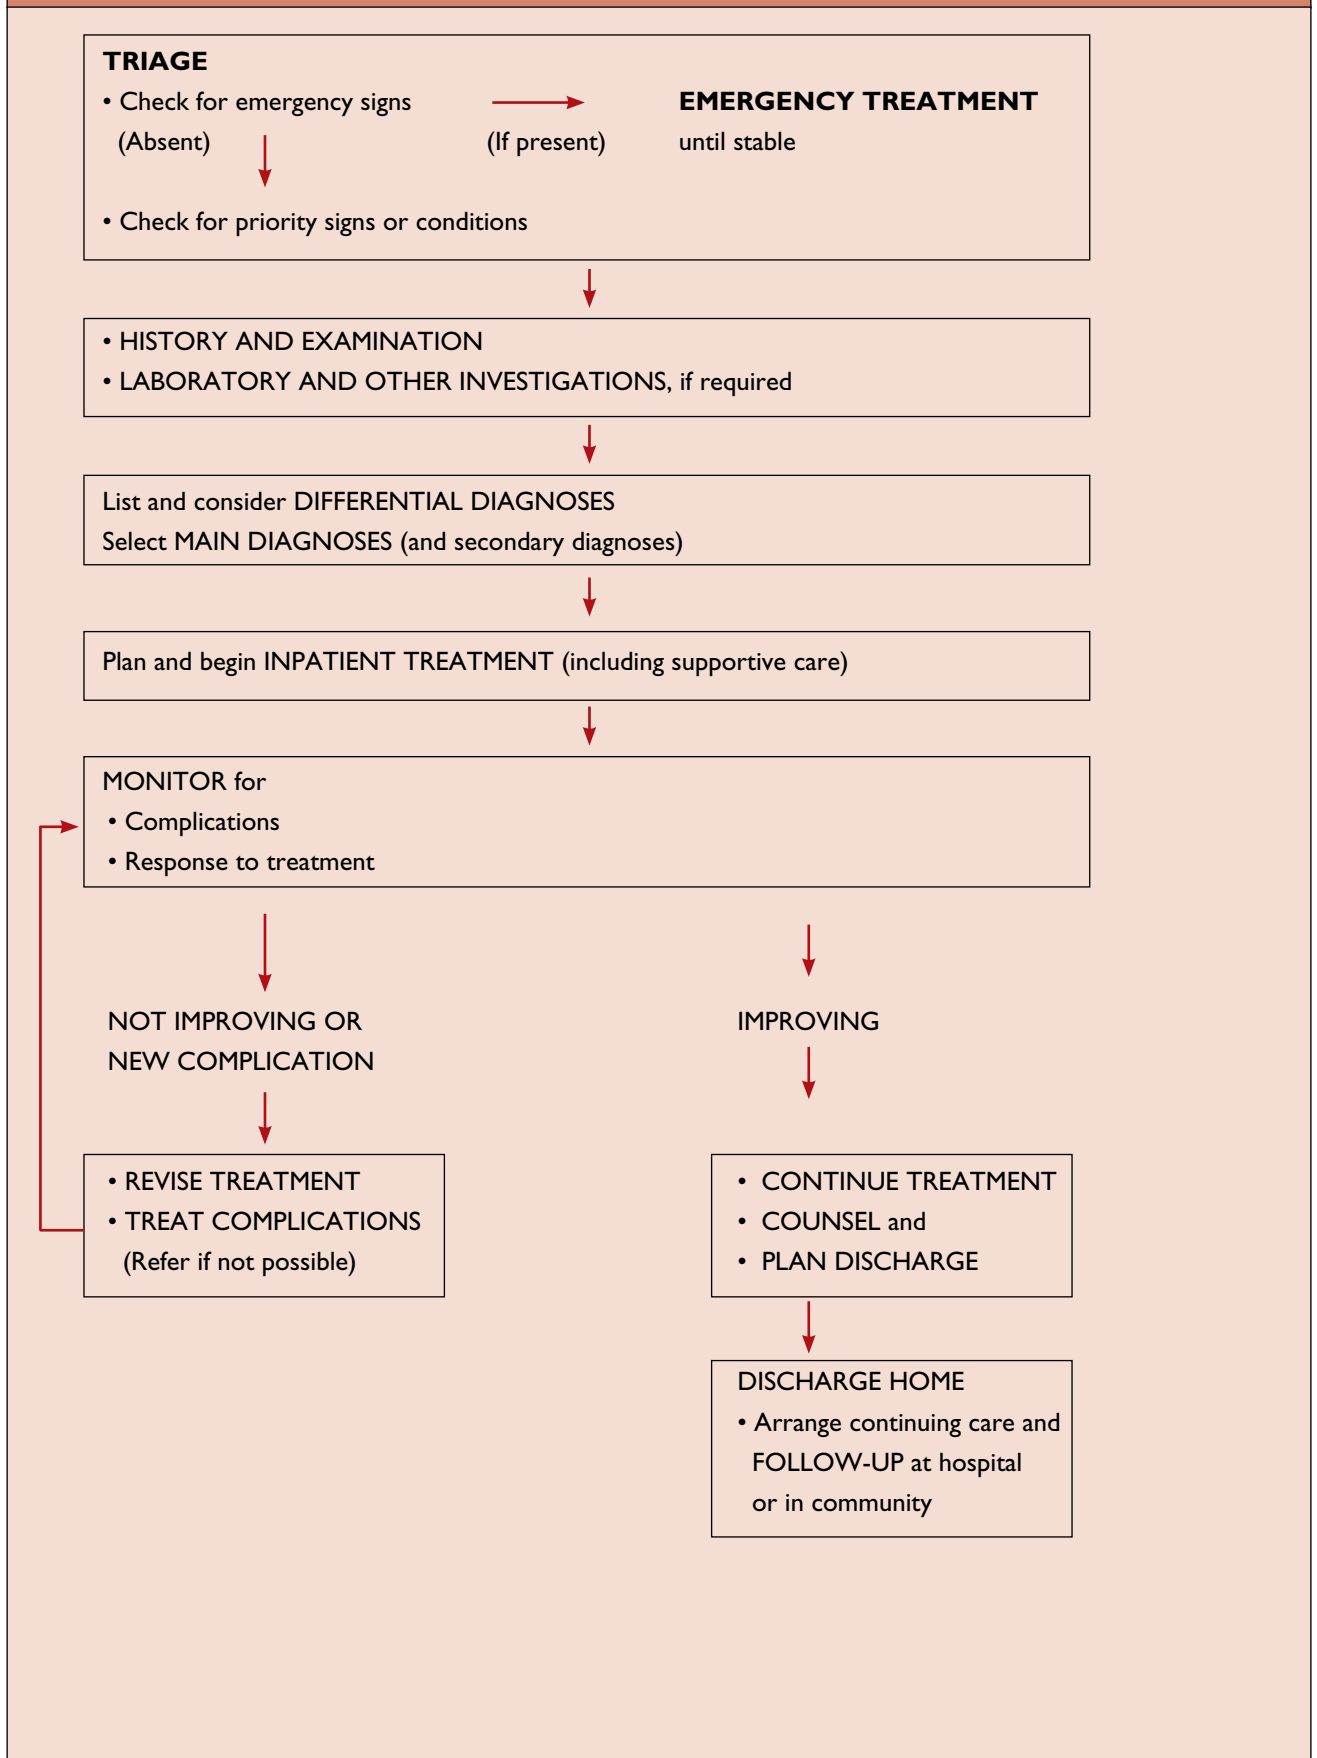 TRIAGE
• Check for emergency signs
EMERGENCY TREATMENT
(Absent)
(If present)
until stable
• Check for priority signs or conditions
• HISTORY AND EXAMINATION
• LABORATORY AND OTHER INVESTIGATIONS, if required
List and consider DIFFERENTIAL DIAGNOSES
Select MAIN DIAGNOSES (and secondary diagnoses)
Plan and begin INPATIENT TREATMENT (including supportive care)
MONITOR for
• Complications
• Response to treatment
NOT IMPROVING OR
NEW COMPLICATION
IMPROVING
• REVISE TREATMENT
• TREAT COMPLICATIONS
(Refer if not possible)
• CONTINUE TREATMENT
• COUNSEL and
• PLAN DISCHARGE
DISCHARGE HOME
• Arrange continuing care and
FOLLOW-UP at hospital
or in community